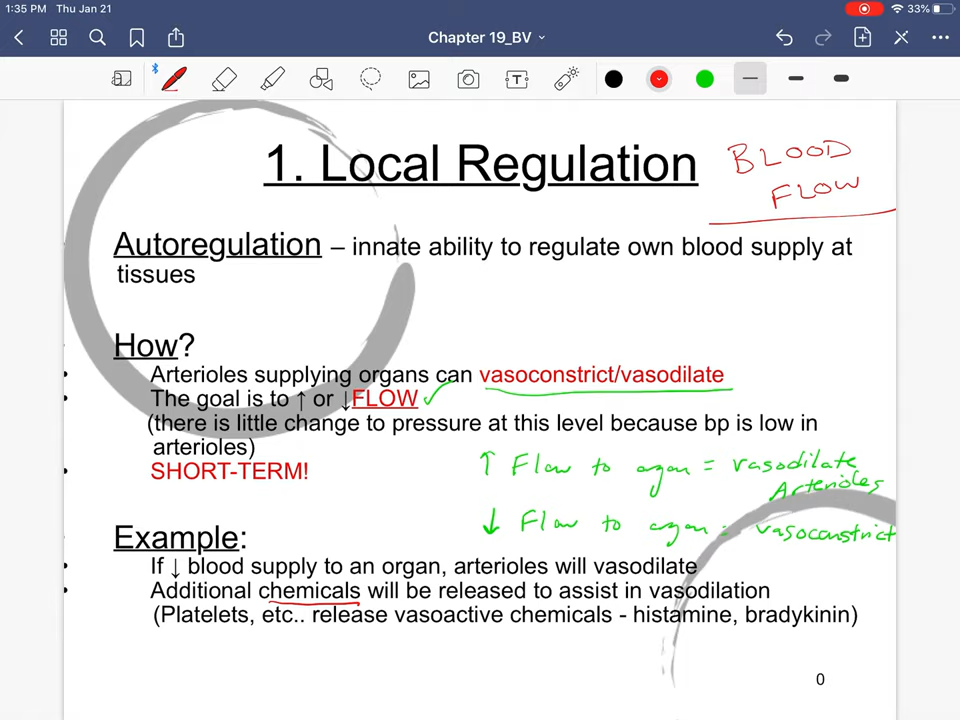 1:35 PM Thu Jan 21
33%
Chapter 19_BV
T
1. Local Regulation
BLOOD
FLOW
Autoregulation – innate ability to regulate own blood supply at
tissues
How?
Arterioles supplying organs can vasoconstrict/vasodilate
The goal is to ↑ or ↓FLOW ✓
(there is little change to pressure at this level because bp is low in
arterioles)
SHORT-TERM!
↑ Flow to organ = vasodilate
Arterioles
↓ Flow to organ = vasoconstrict
Example:
If ↓ blood supply to an organ, arterioles will vasodilate
Additional chemicals will be released to assist in vasodilation
(Platelets, etc.. release vasoactive chemicals - histamine, bradykinin)
0